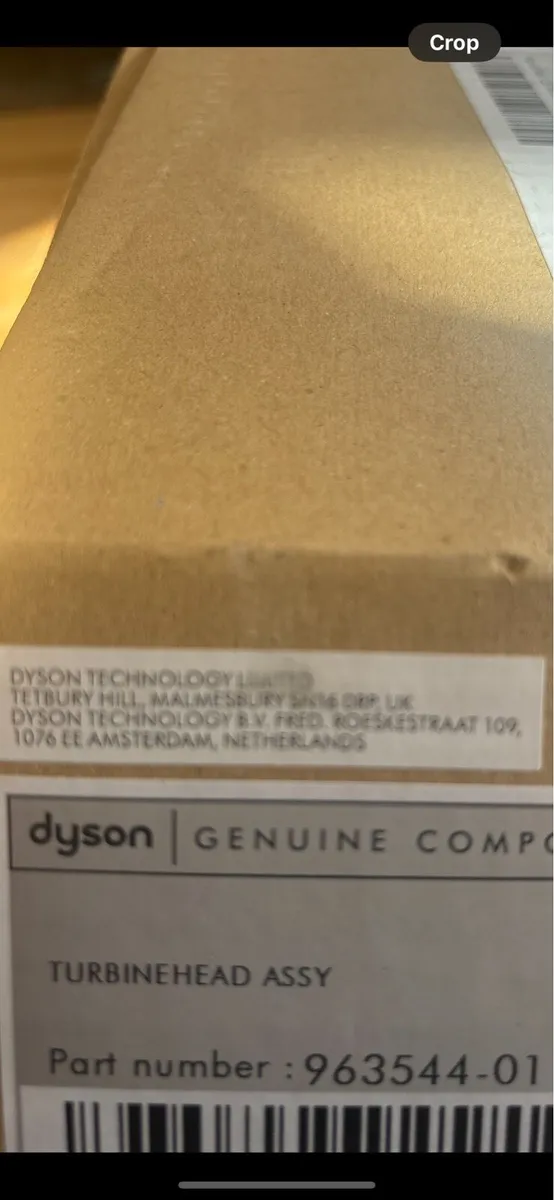 Crop
DYSON TECHNOLOGY
TETBURY HILL, MALMESBURY SN16 0RP, UK
DYSON TECHNOLOGY B.V. FRED. ROESKESTRAAT 109,
1076 EE AMSTERDAM, NETHERLANDS
dyson GENUINE COMPO
TURBINEHEAD ASSY
Part number : 963544-01